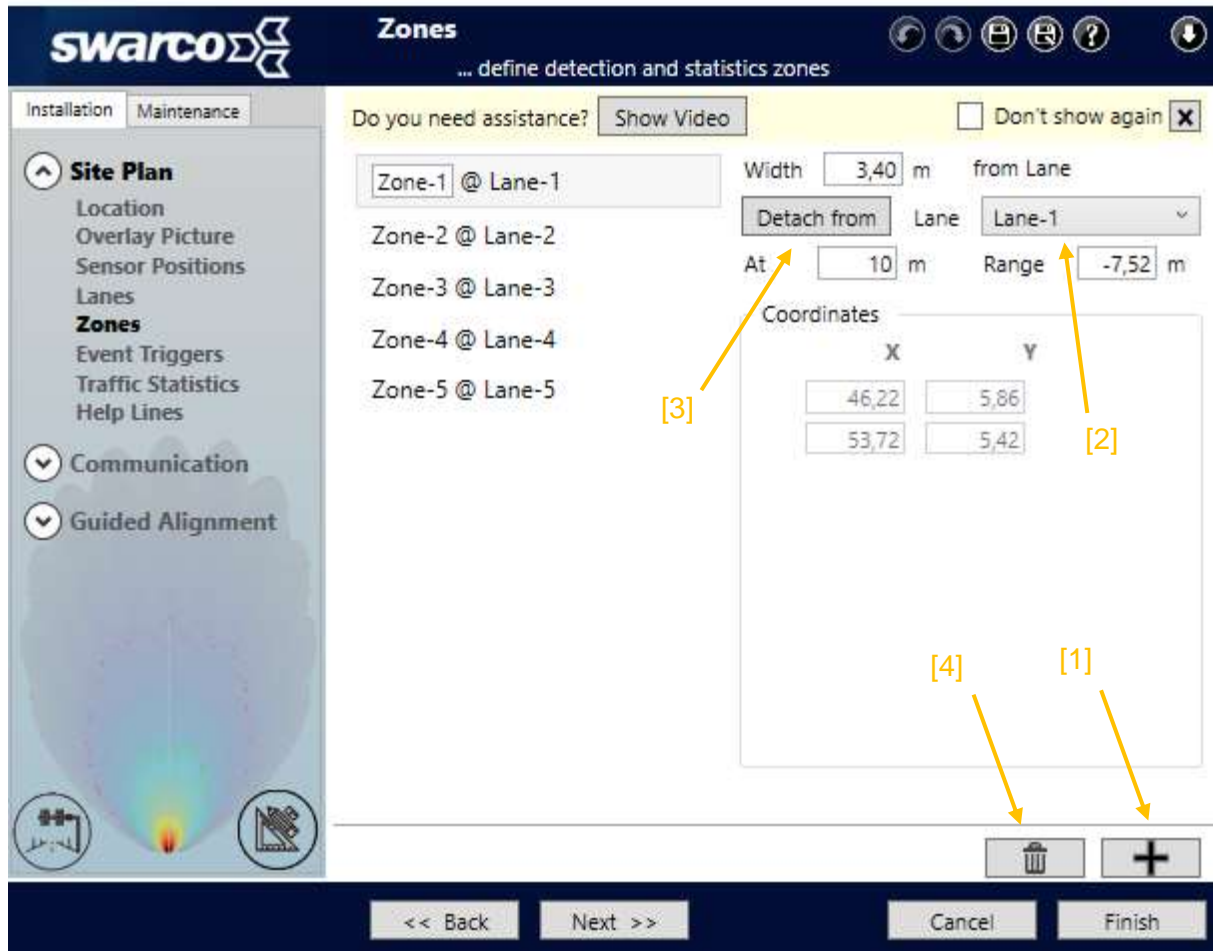 swarco
Zones
... define detection and statistics zones
Installation
Maintenance
Do you need assistance?
Show Video
Don't show again
Site Plan
Location
Overlay Picture
Sensor Positions
Lanes
Zones
Event Triggers
Traffic Statistics
Help Lines
Communication
Guided Alignment
Zone-1 @ Lane-1
Zone-2 @ Lane-2
Zone-3 @ Lane-3
Zone-4 @ Lane-4
Zone-5 @ Lane-5
Width 3,40 m from Lane
Detach from Lane Lane-1
At 10 m Range -7,52 m
Coordinates
X Y
46,22 5,86
53,72 5,42
[3]
[2]
[4]
[1]
<< Back
Next >>
Cancel
Finish